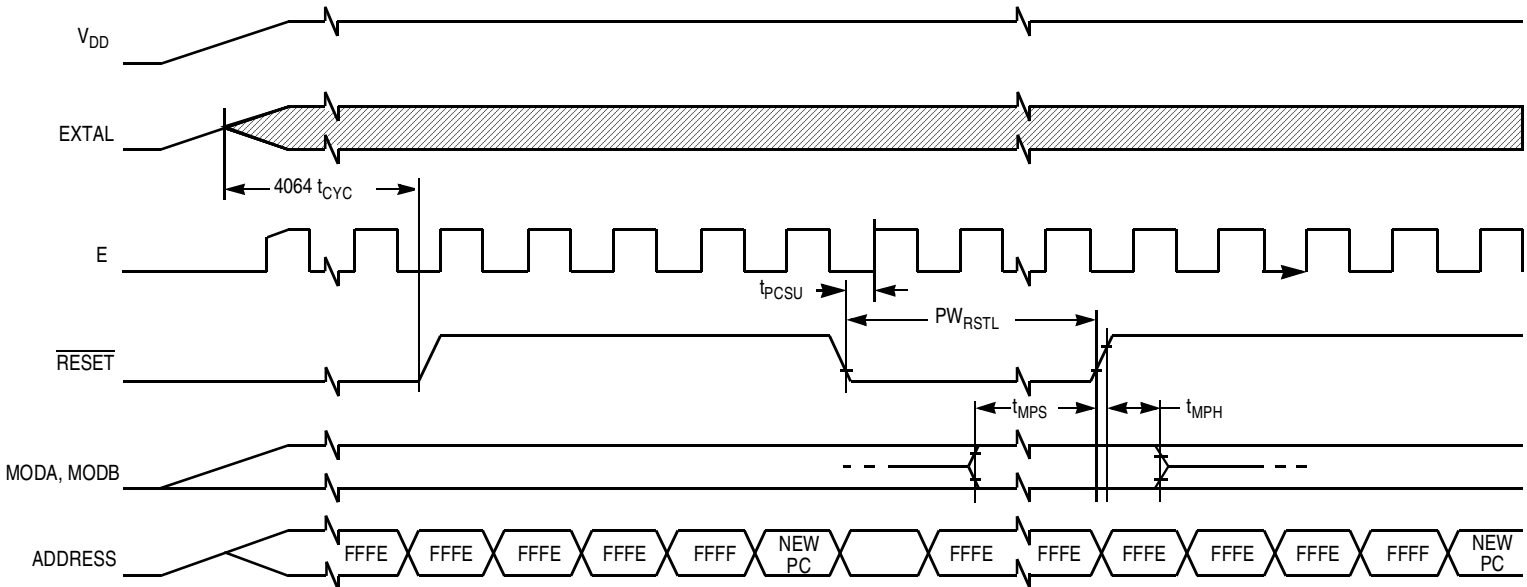 VDD
EXTAL
4064 tCYC
E
tPCSU
PWRSTL
RESET
tMPS
tMPH
MODA, MODB
ADDRESS
FFFE
FFFE
FFFE
FFFE
FFFF
NEW
PC
FFFE
FFFE
FFFE
FFFE
FFFE
FFFF
NEW
PC